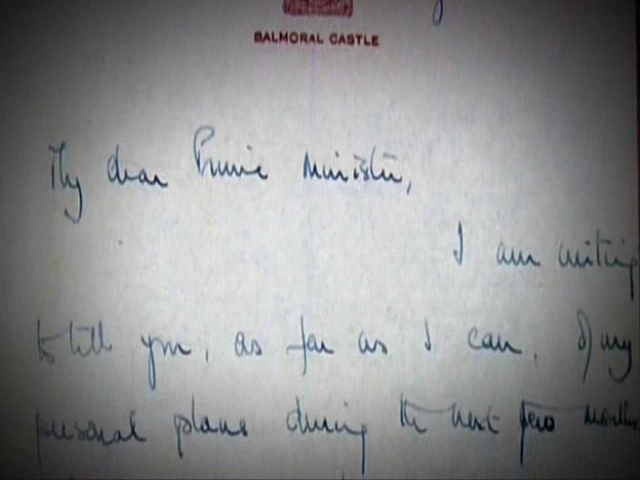 BALMORAL CASTLE
My dear Prime Minister,
I am writing
to tell you, as far as I can, of my
personal plans during the next few months